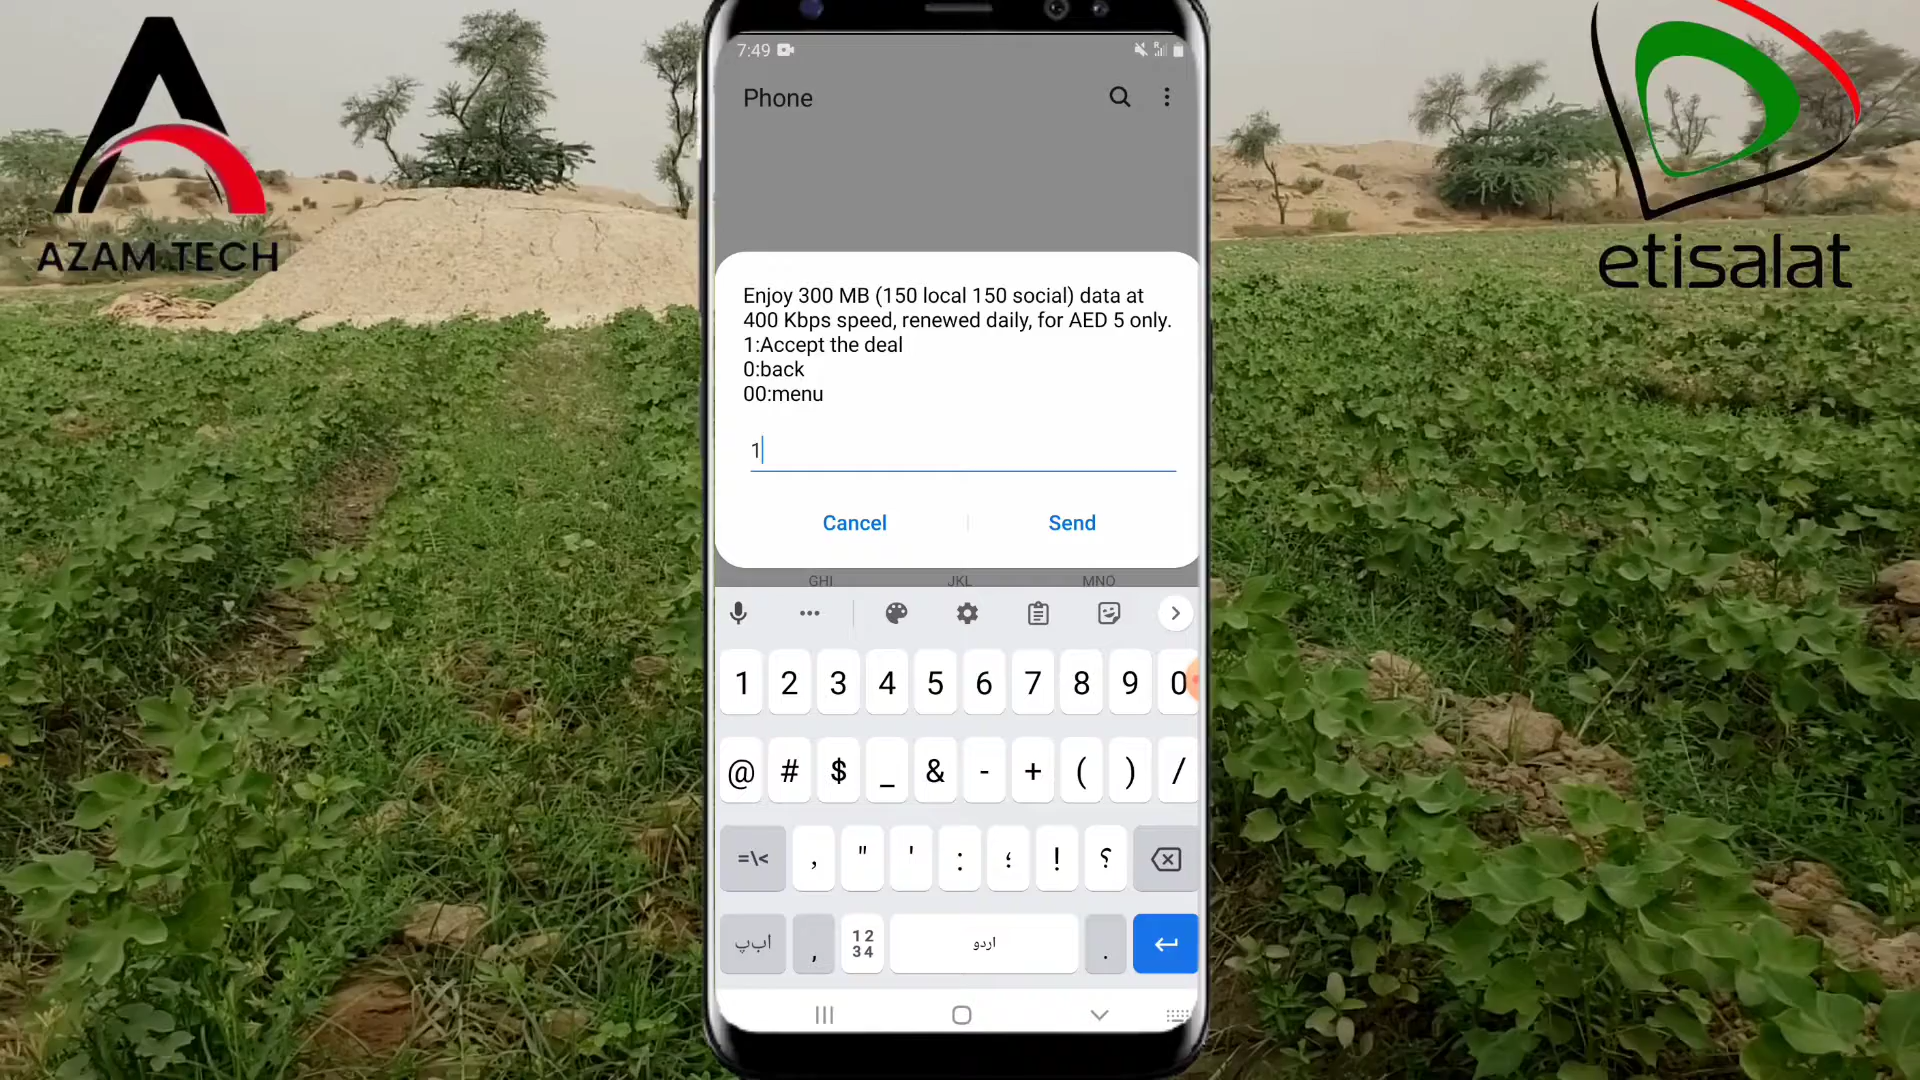 AZAM TECH
etisalat
7:49
Phone
Enjoy 300 MB (150 local 150 social) data at
400 Kbps speed, renewed daily, for AED 5 only.
1:Accept the deal
0:back
00:menu
1
Cancel
Send
GHI JKL MNO
1 2 3 4 5 6 7 8 9 0
@ # $ _ & - + ( ) /
=\< , " ' : ؛ ! ؟
اب‌پ , 12 34 اردو .